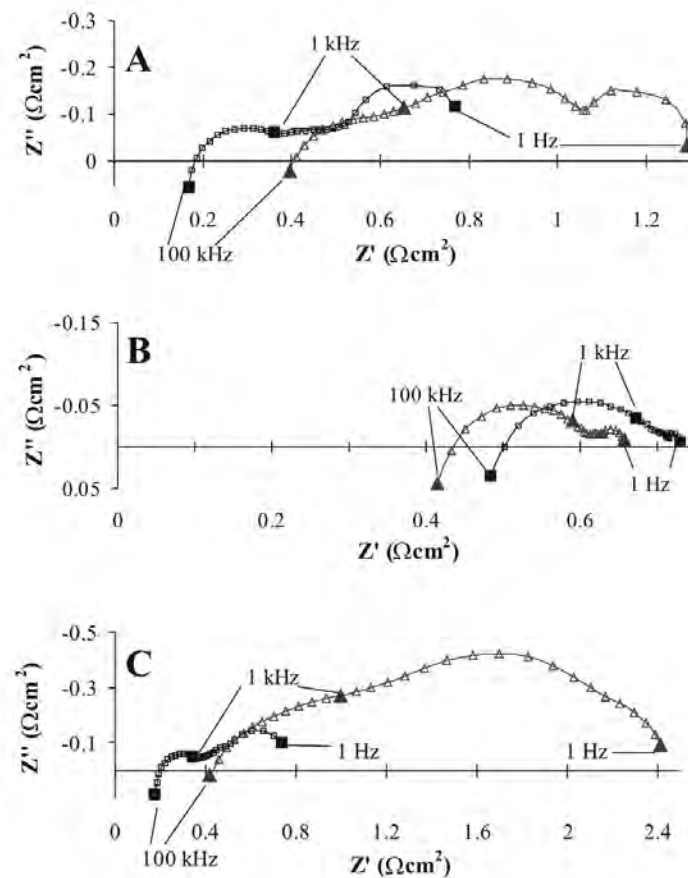 -0.3
-0.2
-0.1
0
0
0.2
0.4
0.6
0.8
1
1.2
A
1 kHz
1 Hz
100 kHz
Z'' (Ωcm²)
Z' (Ωcm²)
-0.15
-0.05
0.05
0
0.2
0.4
0.6
B
100 kHz
1 kHz
1 Hz
Z'' (Ωcm²)
Z' (Ωcm²)
-0.5
-0.3
-0.1
0
0.4
0.8
1.2
1.6
2
2.4
C
1 kHz
1 Hz
1 Hz
100 kHz
Z'' (Ωcm²)
Z' (Ωcm²)